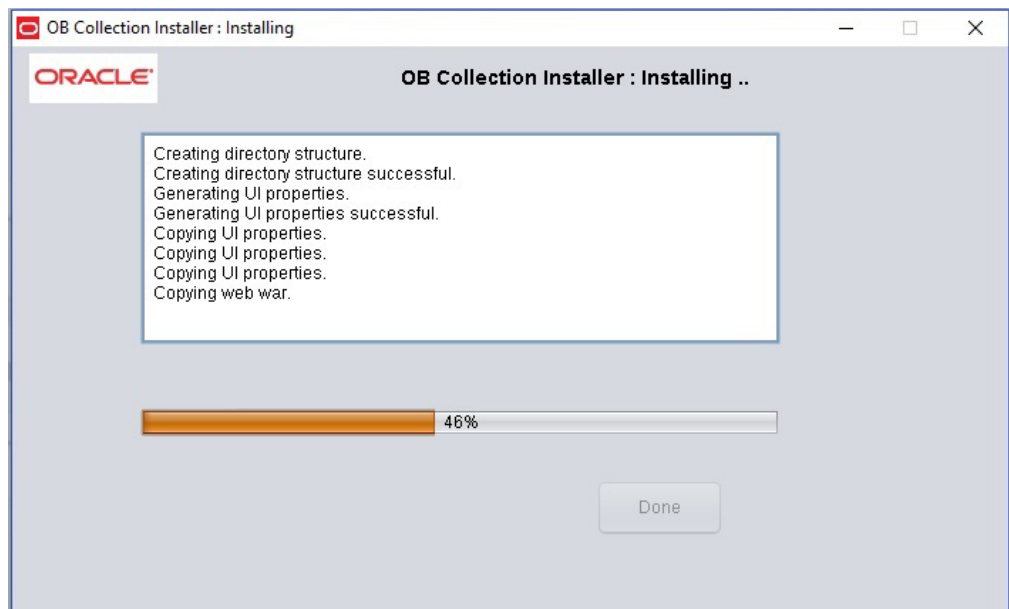 OB Collection Installer : Installing
ORACLE®
OB Collection Installer : Installing ..
Creating directory structure.
Creating directory structure successful.
Generating UI properties.
Generating UI properties successful.
Copying UI properties.
Copying UI properties.
Copying UI properties.
Copying web war.
46%
Done